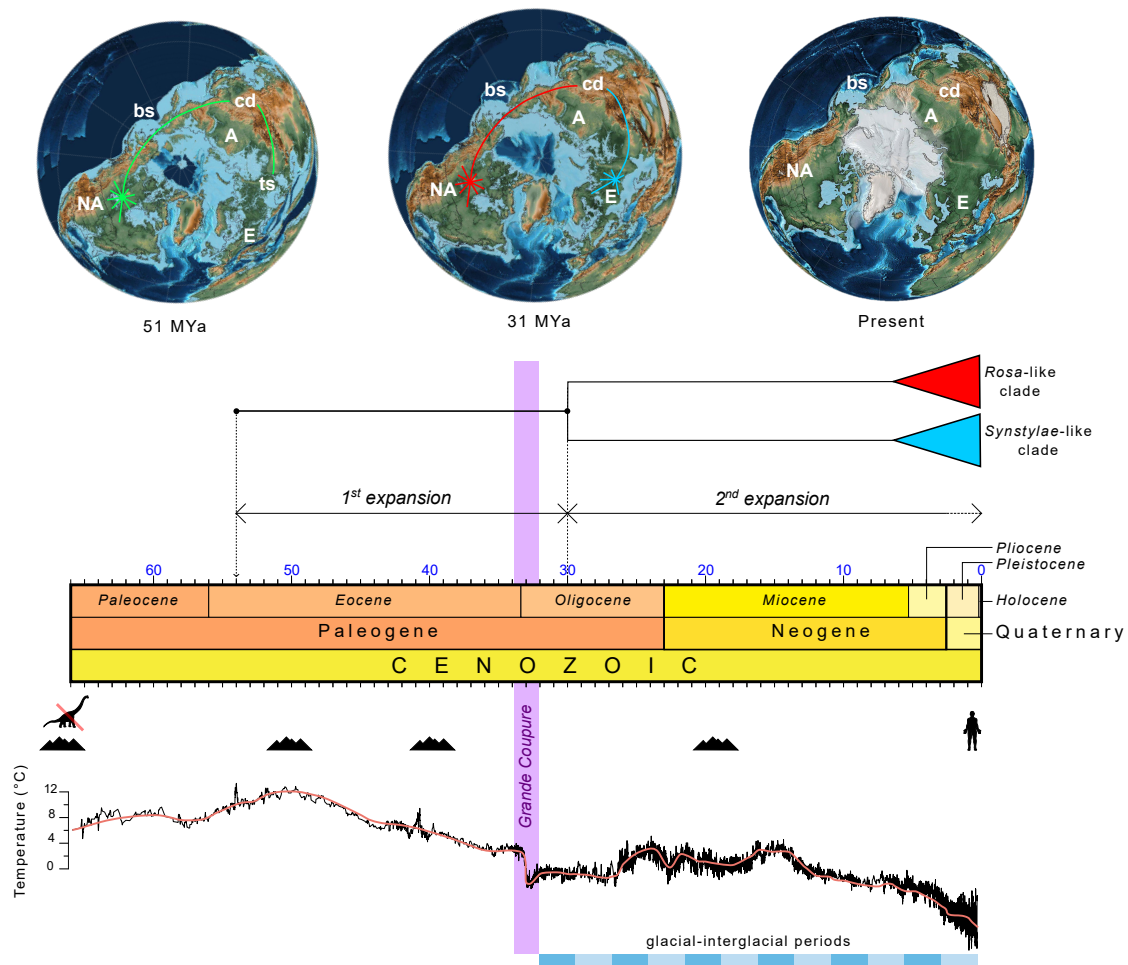 bs
cd
A
ts
NA
E
51 MYa
bs
cd
A
NA
E
31 MYa
bs
cd
A
NA
E
Present
Rosa-like
clade
Synstylae-like
clade
1st expansion
2nd expansion
Pliocene
Pleistocene
60
50
40
30
20
10
0
Paleocene
Eocene
Oligocene
Miocene
Holocene
Paleogene
Neogene
Quaternary
CENOZOIC
Grande Coupure
Temperature (°C)
12
8
4
0
glacial-interglacial periods